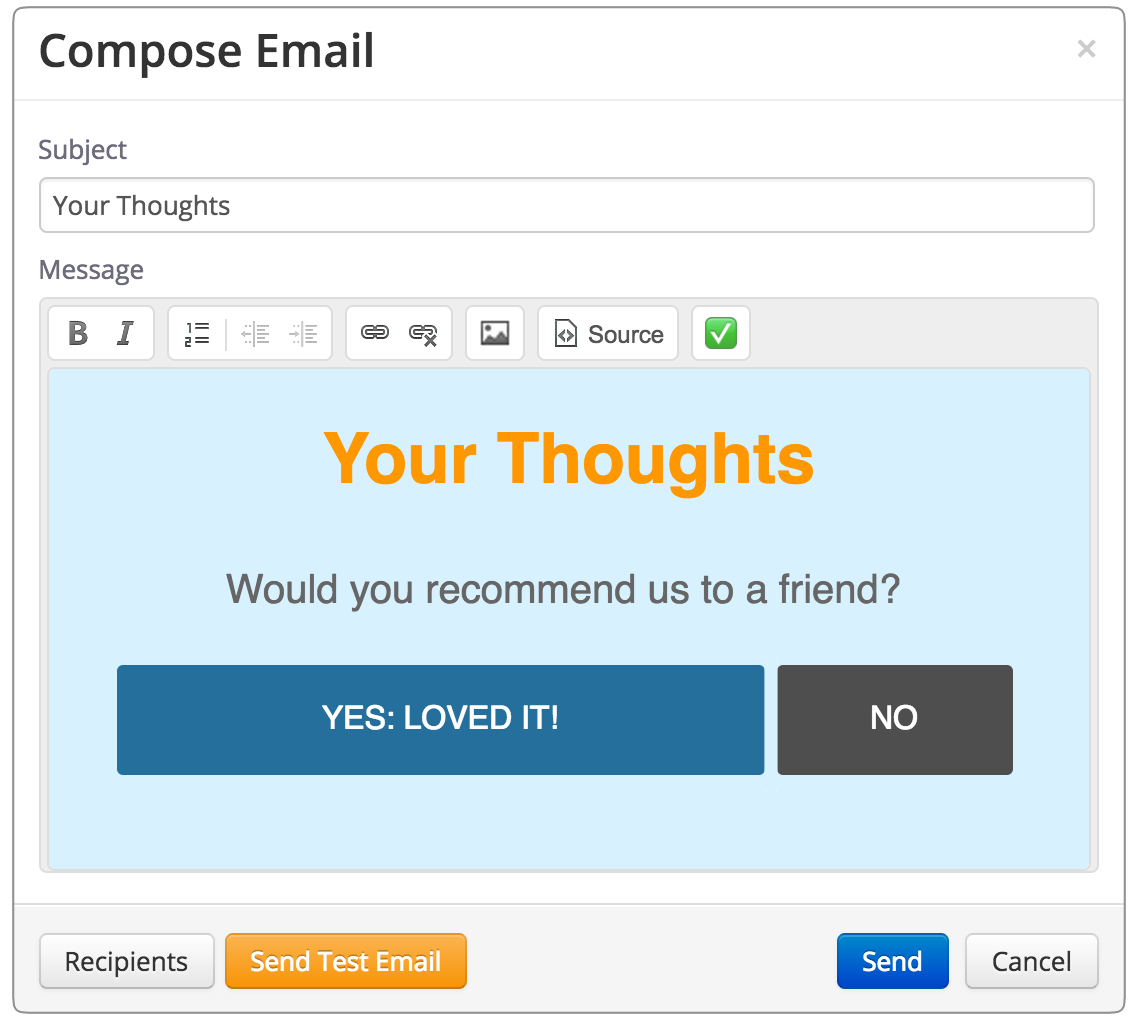 Compose Email
×
Subject
Your Thoughts
Message
B I Source
Your Thoughts
Would you recommend us to a friend?
YES: LOVED IT! NO
Recipients Send Test Email Send Cancel